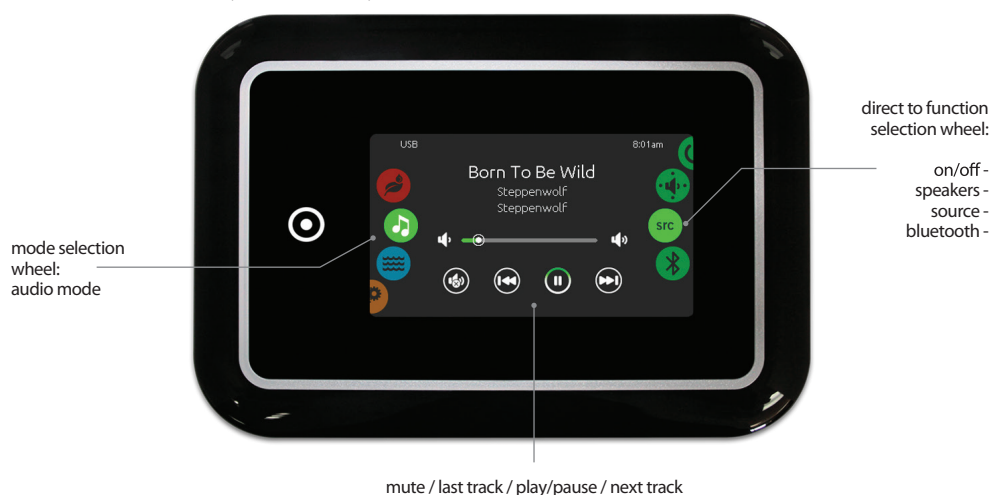 USB
8:01am
Born To Be Wild
Steppenwolf
Steppenwolf
src
direct to function
selection wheel:
on/off -
speakers -
source -
bluetooth -
mode selection
wheel:
audio mode
mute / last track / play/pause / next track